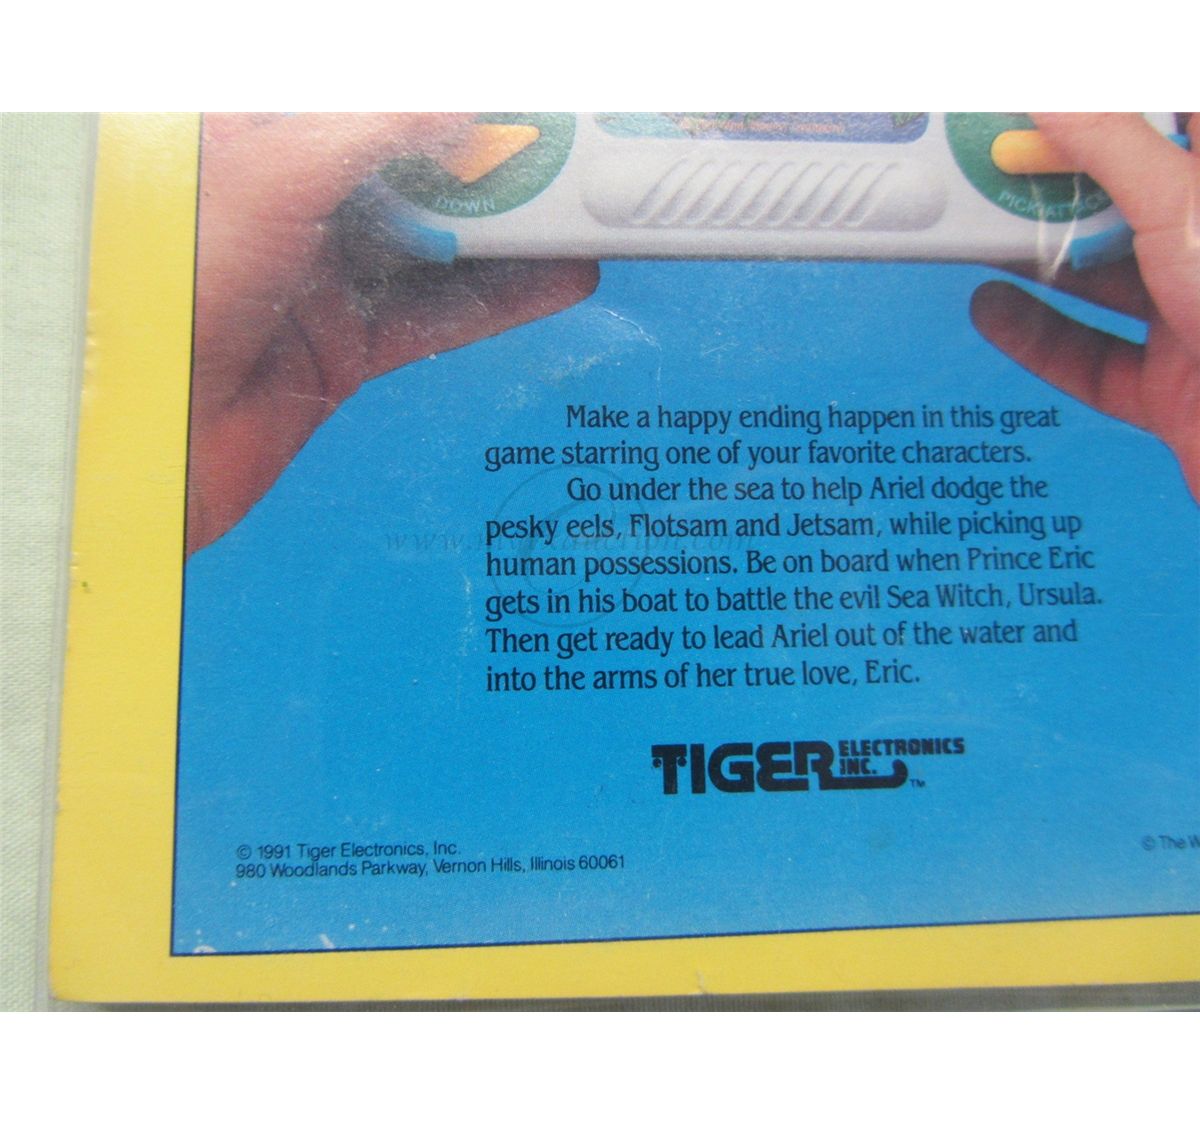 DOWN
Make a happy ending happen in this great
game starring one of your favorite characters.
Go under the sea to help Ariel dodge the
pesky eels, Flotsam and Jetsam, while picking up
human possessions. Be on board when Prince Eric
gets in his boat to battle the evil Sea Witch, Ursula.
Then get ready to lead Ariel out of the water and
into the arms of her true love, Eric.
TIGER ELECTRONICS
INC.™
© 1991 Tiger Electronics, Inc.
980 Woodlands Parkway, Vernon Hills, Illinois 60061
© The W